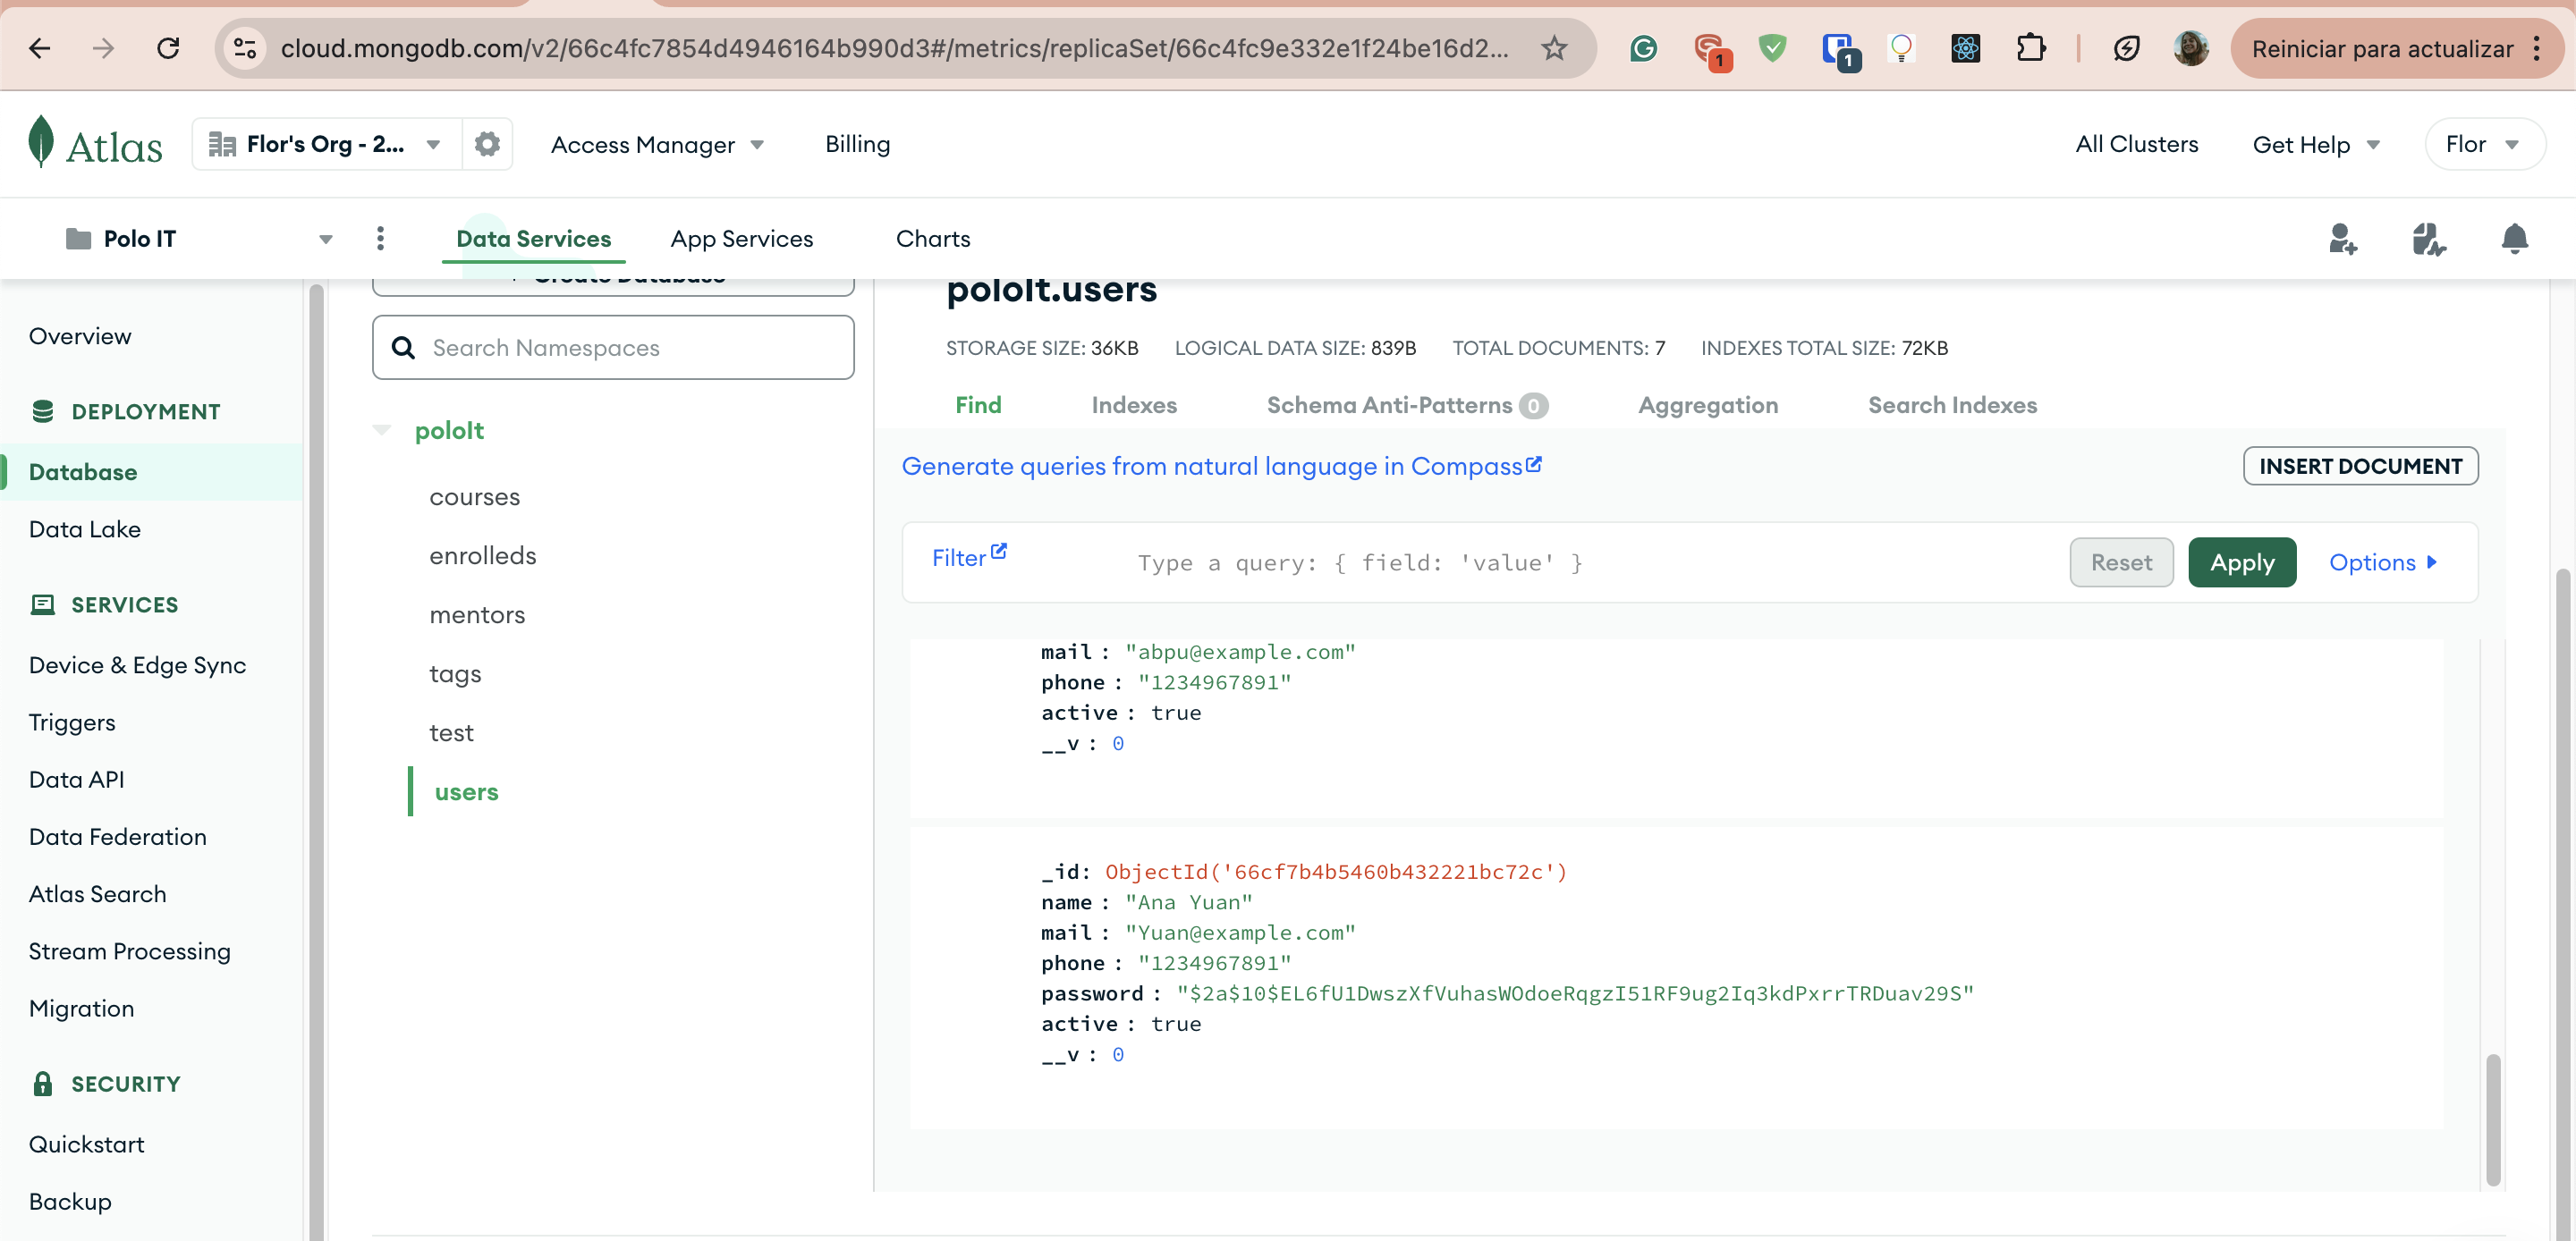 cloud.mongodb.com/v2/66c4fc7854d4946164b990d3#/metrics/replicaSet/66c4fc9e332e1f24be16d2...
1
1
Reiniciar para actualizar
Atlas
Flor's Org - 2...
Access Manager
Billing
All Clusters
Get Help
Flor
Polo IT
Data Services
App Services
Charts
Overview
DEPLOYMENT
Database
Data Lake
SERVICES
Device & Edge Sync
Triggers
Data API
Data Federation
Atlas Search
Stream Processing
Migration
SECURITY
Quickstart
Backup
Create Database
Search Namespaces
poloIt
courses
enrolleds
mentors
tags
test
users
poloIt.users
STORAGE SIZE: 36KB LOGICAL DATA SIZE: 839B TOTAL DOCUMENTS: 7 INDEXES TOTAL SIZE: 72KB
Find Indexes Schema Anti-Patterns 0 Aggregation Search Indexes
Generate queries from natural language in Compass
INSERT DOCUMENT
Filter
Type a query: { field: 'value' }
Reset
Apply
Options
mail : "abpu@example.com"
phone : "1234967891"
active : true
__v : 0
_id: ObjectId('66cf7b4b5460b432221bc72c')
name : "Ana Yuan"
mail : "Yuan@example.com"
phone : "1234967891"
password : "$2a$10$EL6fU1DwszXfVuhasWOdoeRqgzI51RF9ug2Iq3kdPxrrTRDuav29S"
active : true
__v : 0